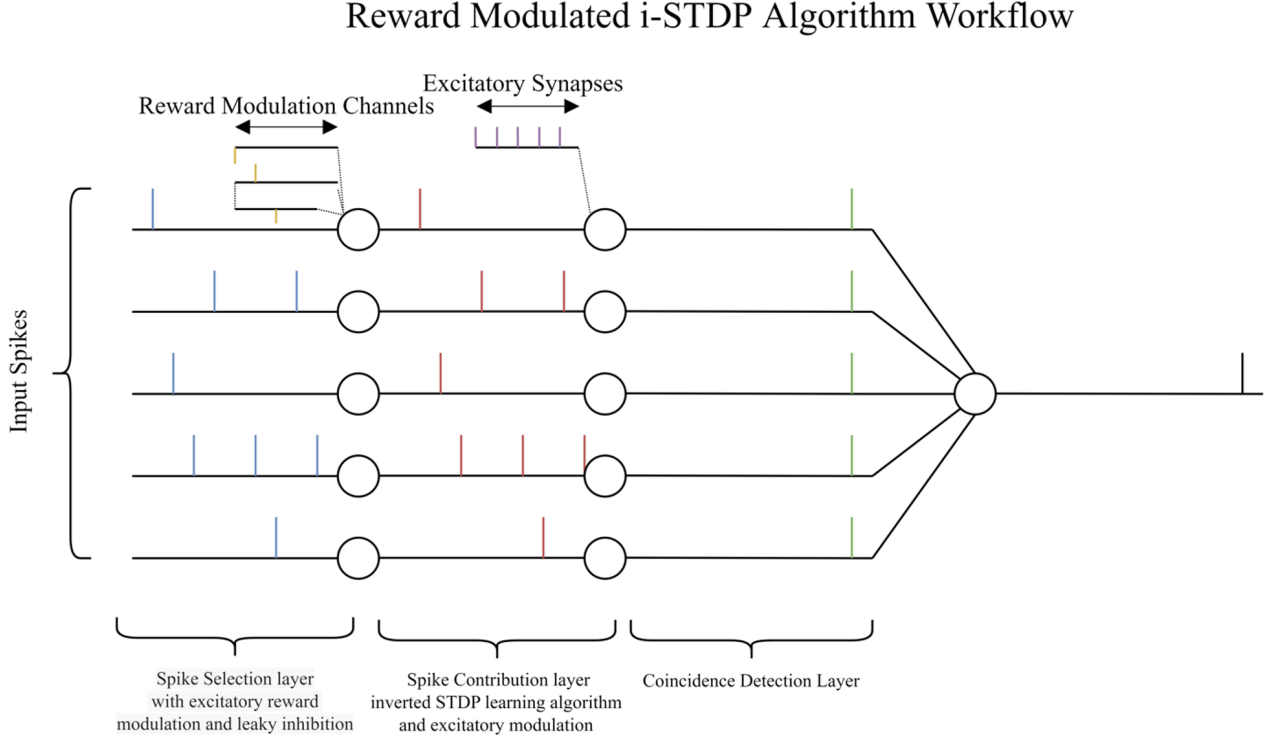 Reward Modulated i-STDP Algorithm Workflow
Excitatory Synapses
Reward Modulation Channels
Input Spikes
Spike Selection layer
with excitatory reward
modulation and leaky inhibition
Spike Contribution layer
inverted STDP learning algorithm
and excitatory modulation
Coincidence Detection Layer